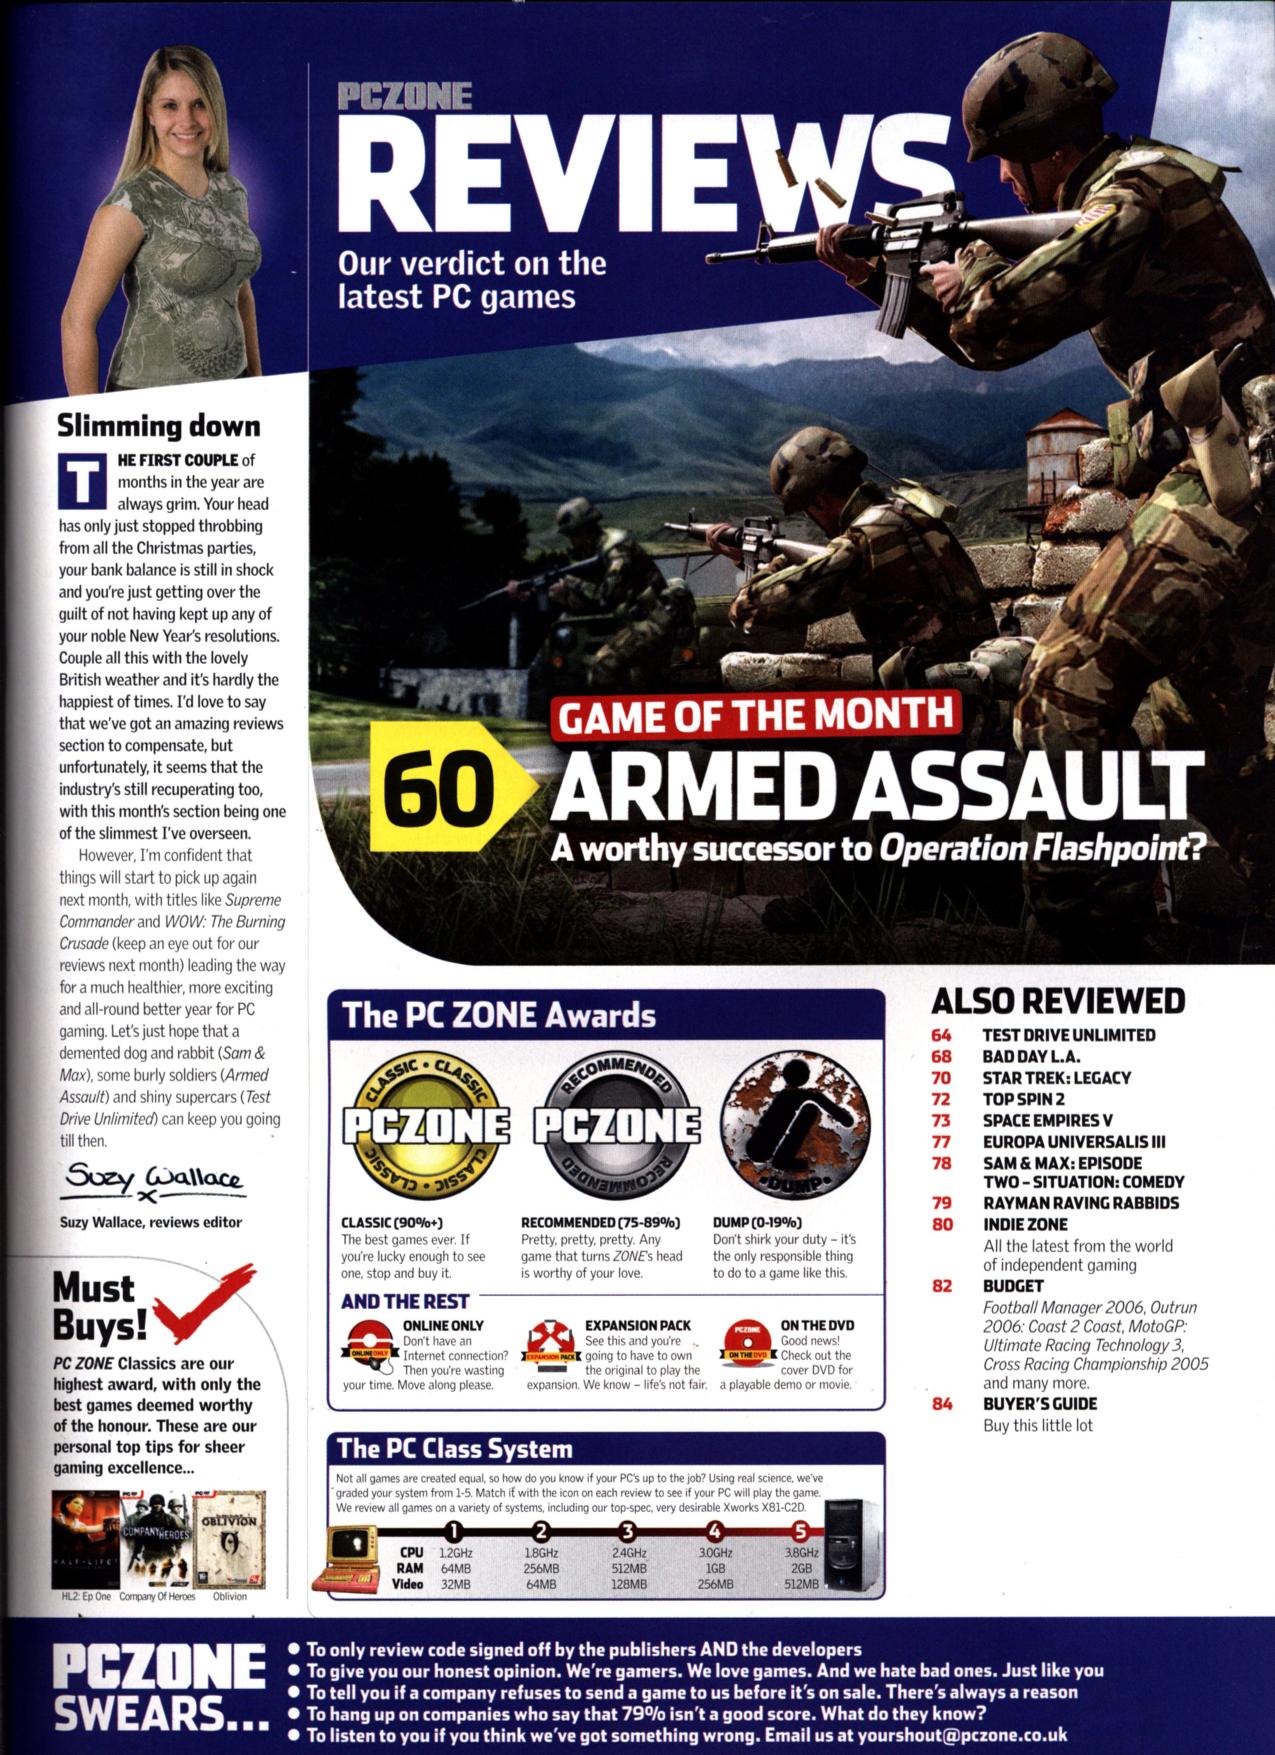 PCZONE
REVIEWS
Our verdict on the
latest PC games
Slimming down
THE FIRST COUPLE of
months in the year are
always grim. Your head
has only just stopped throbbing
from all the Christmas parties,
your bank balance is still in shock
and you're just getting over the
guilt of not having kept up any of
your noble New Year's resolutions.
Couple all this with the lovely
British weather and it's hardly the
happiest of times. I'd love to say
that we've got an amazing reviews
section to compensate, but
unfortunately, it seems that the
industry's still recuperating too,
with this month's section being one
of the slimmest I've overseen.
However, I'm confident that
things will start to pick up again
next month, with titles like Supreme
Commander and WOW: The Burning
Crusade (keep an eye out for our
reviews next month) leading the way
for a much healthier, more exciting
and all-round better year for PC
gaming. Let's just hope that a
demented dog and rabbit (Sam &
Max), some burly soldiers (Armed
Assault) and shiny supercars (Test
Drive Unlimited) can keep you going
till then.
Suzy Wallace
x
Suzy Wallace, reviews editor
Must
Buys!
PC ZONE Classics are our
highest award, with only the
best games deemed worthy
of the honour. These are our
personal top tips for sheer
gaming excellence...
HALF-LIFE²
COMPANY OF HEROES
OBLIVION
HL2: Ep One Company Of Heroes Oblivion
GAME OF THE MONTH
60 ARMED ASSAULT
A worthy successor to Operation Flashpoint?
The PC ZONE Awards
CLASSIC • CLASSIC
PCZONE
CLASSIC • CLASSIC
RECOMMENDED
PCZONE
RECOMMENDED
•DUMP•
CLASSIC (90%+)
The best games ever. If
you're lucky enough to see
one, stop and buy it.
RECOMMENDED (75-89%)
Pretty, pretty, pretty. Any
game that turns ZONE's head
is worthy of your love.
DUMP (0-19%)
Don't shirk your duty – it's
the only responsible thing
to do to a game like this.
AND THE REST
ONLINE ONLY
ONLINE ONLY
Don't have an
Internet connection?
Then you're wasting
your time. Move along please.
EXPANSION PACK
EXPANSION PACK
See this and you're
going to have to own
the original to play the
expansion. We know – life's not fair.
PCZONE
ON THE DVD
ON THE DVD
Good news!
Check out the
cover DVD for
a playable demo or movie.
The PC Class System
Not all games are created equal, so how do you know if your PC's up to the job? Using real science, we've
graded your system from 1-5. Match it with the icon on each review to see if your PC will play the game.
We review all games on a variety of systems, including our top-spec, very desirable Xworks X81-C2D.
1 2 3 4 5
CPU 1.2GHz 1.8GHz 2.4GHz 3.0GHz 3.8GHz
RAM 64MB 256MB 512MB 1GB 2GB
Video 32MB 64MB 128MB 256MB 512MB
ALSO REVIEWED
64 TEST DRIVE UNLIMITED
68 BAD DAY L.A.
70 STAR TREK: LEGACY
72 TOP SPIN 2
73 SPACE EMPIRES V
77 EUROPA UNIVERSALIS III
78 SAM & MAX: EPISODE
TWO – SITUATION: COMEDY
79 RAYMAN RAVING RABBIDS
80 INDIE ZONE
All the latest from the world
of independent gaming
82 BUDGET
Football Manager 2006, Outrun
2006: Coast 2 Coast, MotoGP:
Ultimate Racing Technology 3,
Cross Racing Championship 2005
and many more.
84 BUYER'S GUIDE
Buy this little lot
PCZONE
SWEARS...
● To only review code signed off by the publishers AND the developers
● To give you our honest opinion. We're gamers. We love games. And we hate bad ones. Just like you
● To tell you if a company refuses to send a game to us before it's on sale. There's always a reason
● To hang up on companies who say that 79% isn't a good score. What do they know?
● To listen to you if you think we've got something wrong. Email us at yourshout@pczone.co.uk